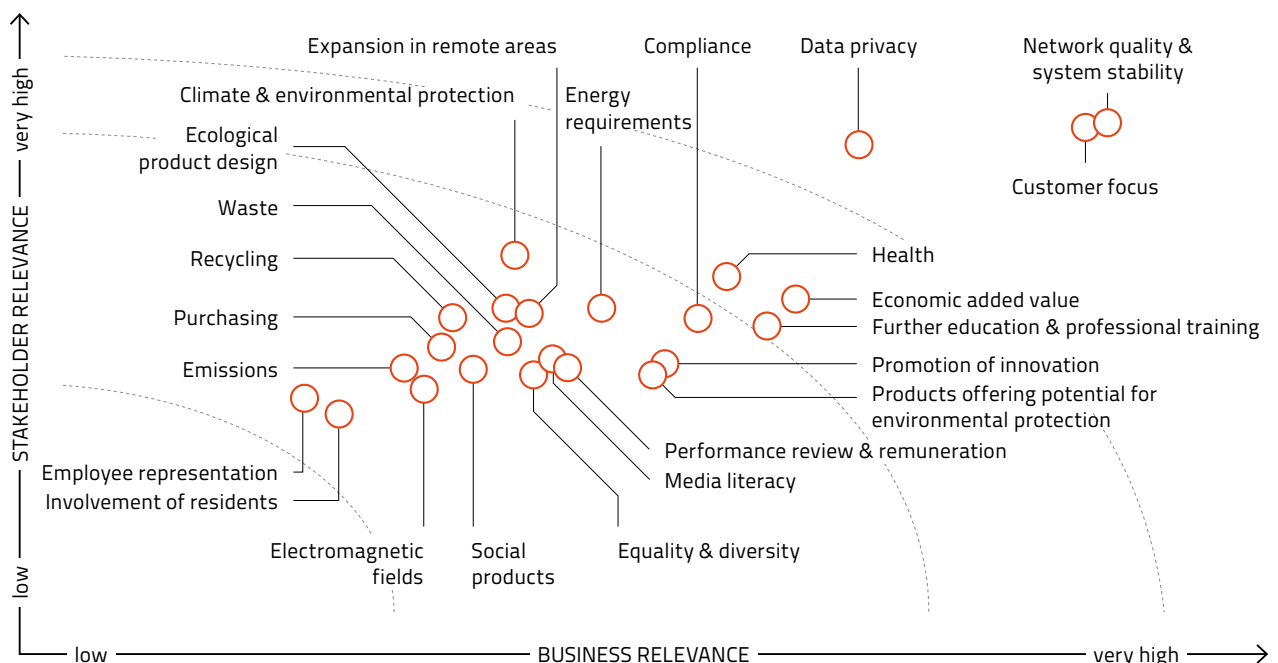 Expansion in remote areas
Compliance
Data privacy
Network quality &
system stability
Climate & environmental protection
Energy
requirements
Ecological
product design
Customer focus
Waste
Recycling
Health
Economic added value
Purchasing
Further education & professional training
Emissions
Promotion of innovation
Products offering potential for
environmental protection
Performance review & remuneration
Employee representation
Media literacy
Involvement of residents
Electromagnetic
fields
Social
products
Equality & diversity
very high
STAKEHOLDER RELEVANCE
low
low
BUSINESS RELEVANCE
very high